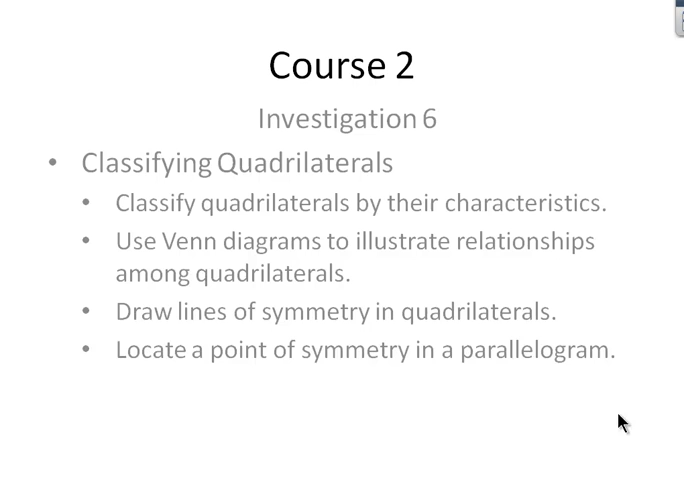 Course 2
Investigation 6
• Classifying Quadrilaterals
• Classify quadrilaterals by their characteristics.
• Use Venn diagrams to illustrate relationships
among quadrilaterals.
• Draw lines of symmetry in quadrilaterals.
• Locate a point of symmetry in a parallelogram.